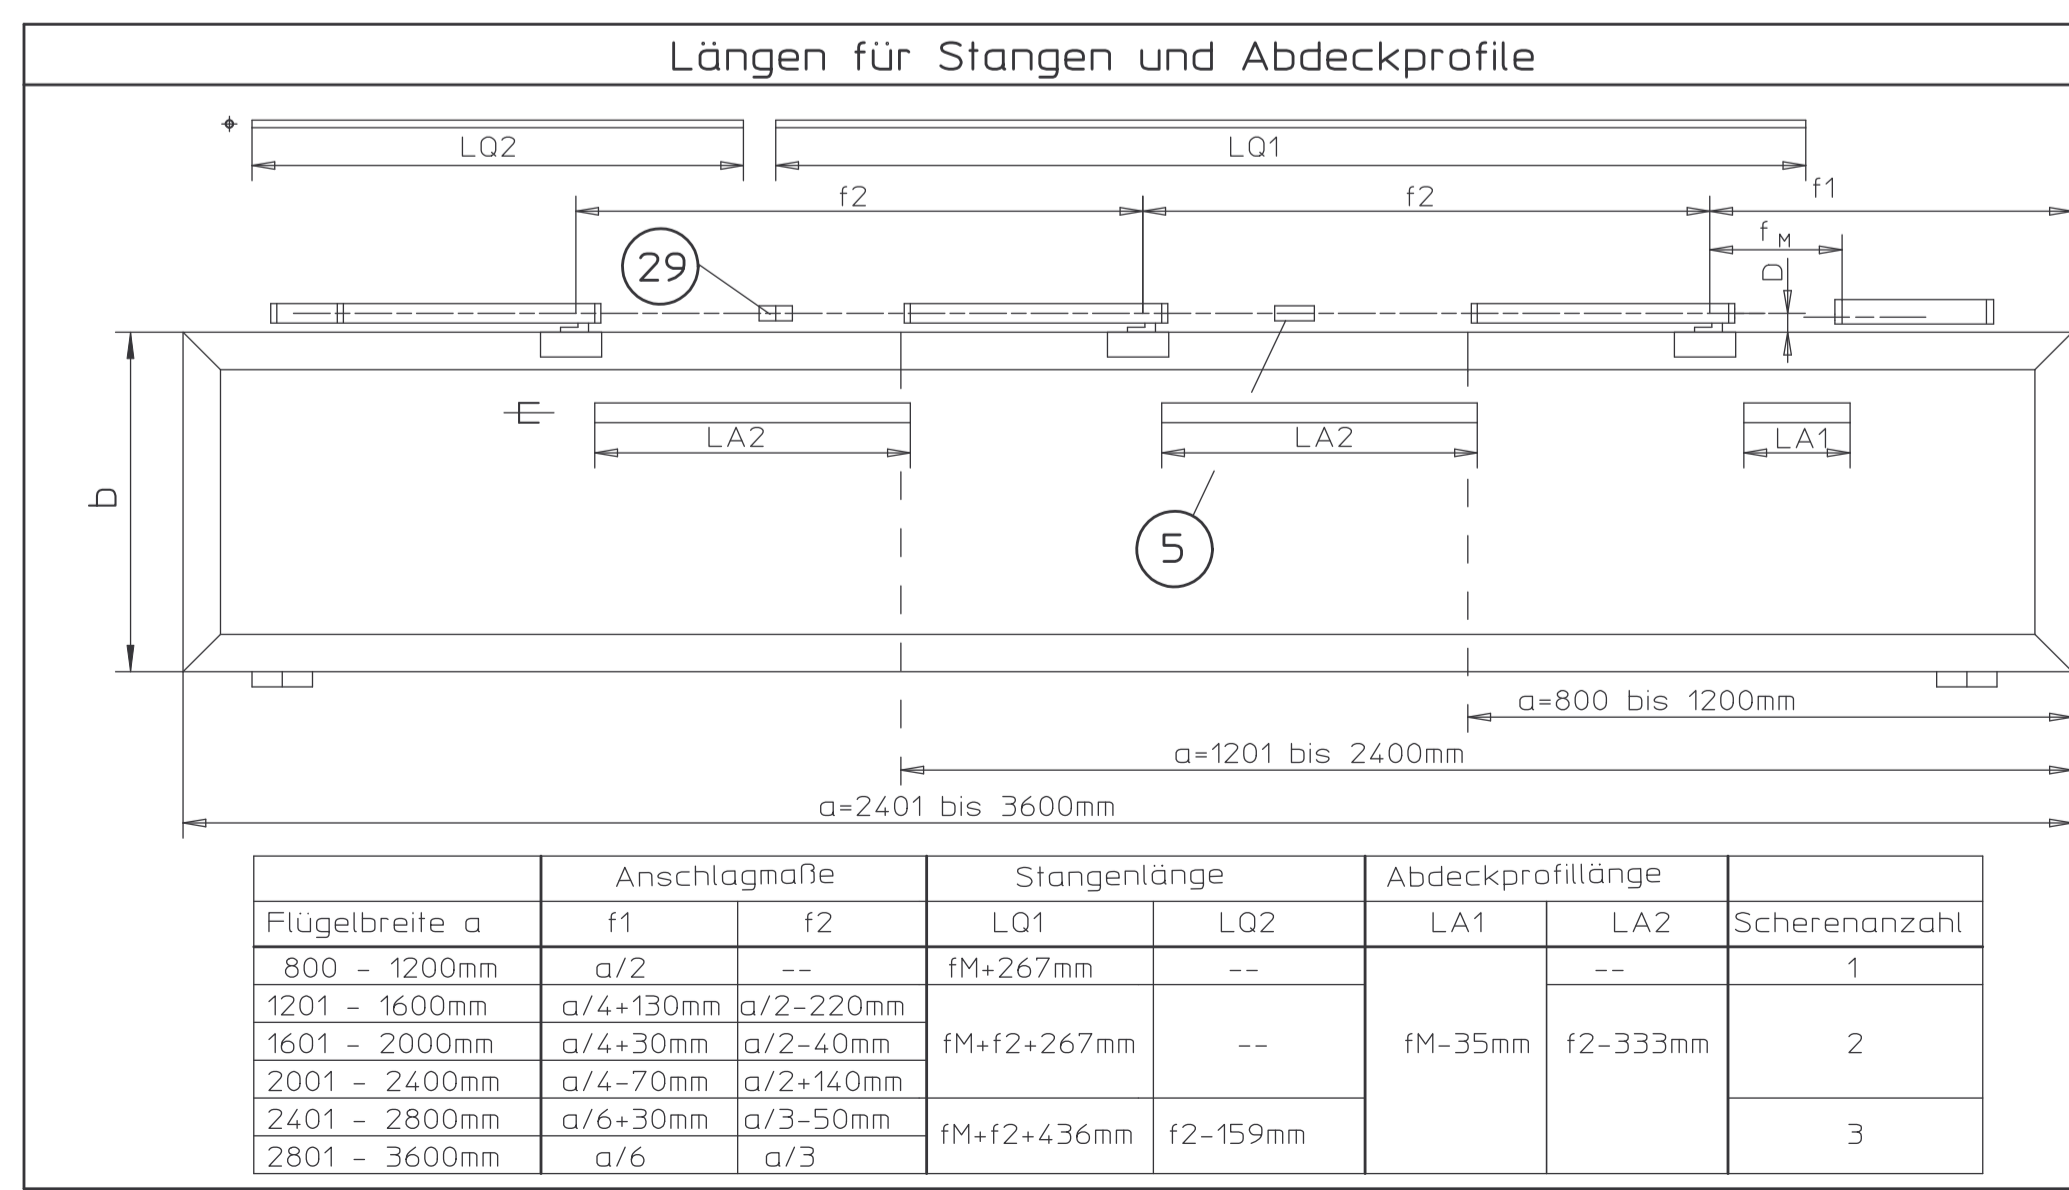 Längen für Stangen und Abdeckprofile
LQ2 LQ1
f2 f2 f1
fM
D
29
LA2 LA2 LA1
b
5
a=800 bis 1200mm
a=1201 bis 2400mm
a=2401 bis 3600mm
Anschlagmaße Stangenlänge Abdeckprofillänge
Flügelbreite a f1 f2 LQ1 LQ2 LA1 LA2 Scherenanzahl
800 - 1200mm a/2 -- fM+267mm -- -- 1
1201 - 1600mm a/4+130mm a/2-220mm
1601 - 2000mm a/4+30mm a/2-40mm fM+f2+267mm -- fM-35mm f2-333mm 2
2001 - 2400mm a/4-70mm a/2+140mm
2401 - 2800mm a/6+30mm a/3-50mm
fM+f2+436mm f2-159mm 3
2801 - 3600mm a/6 a/3